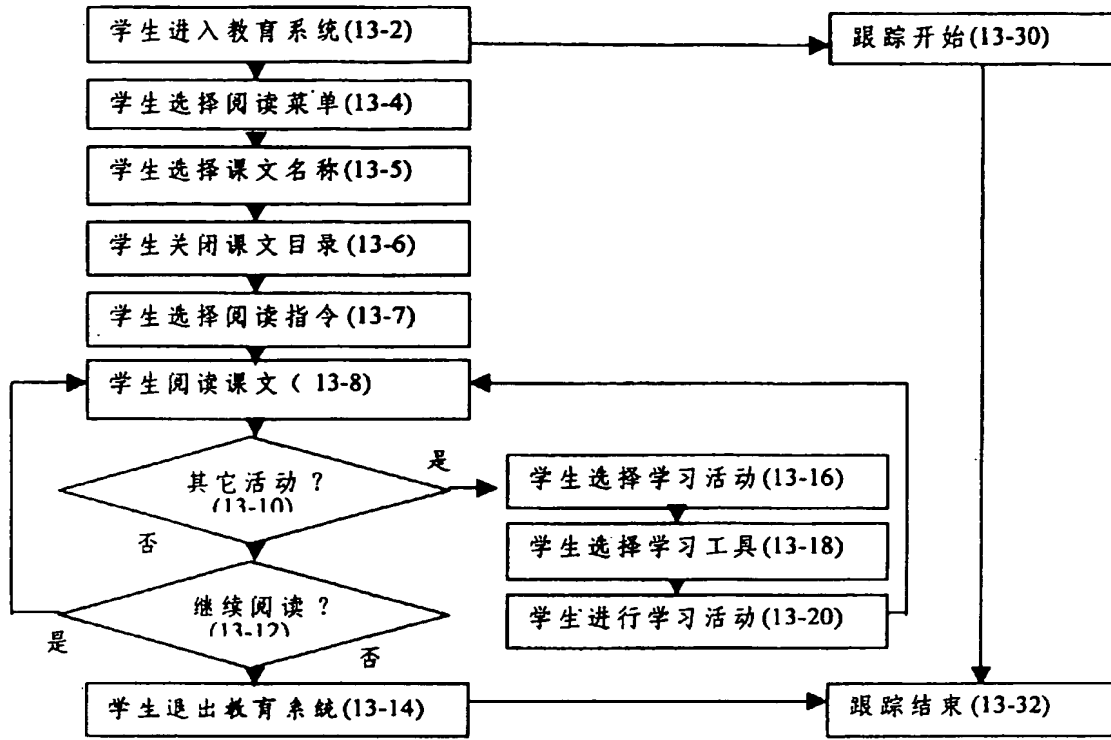 学生进入教育系统(13-2)
跟踪开始(13-30)
学生选择阅读菜单(13-4)
学生选择课文名称(13-5)
学生关闭课文目录(13-6)
学生选择阅读指令(13-7)
学生阅读课文( 13-8)
其它活动?
(13-10)
是
学生选择学习活动(13-16)
否
学生选择学习工具(13-18)
继续阅读?
(13-12)
学生进行学习活动(13-20)
是
否
学生退出教育系統(13-14)
跟踪结束(13-32)